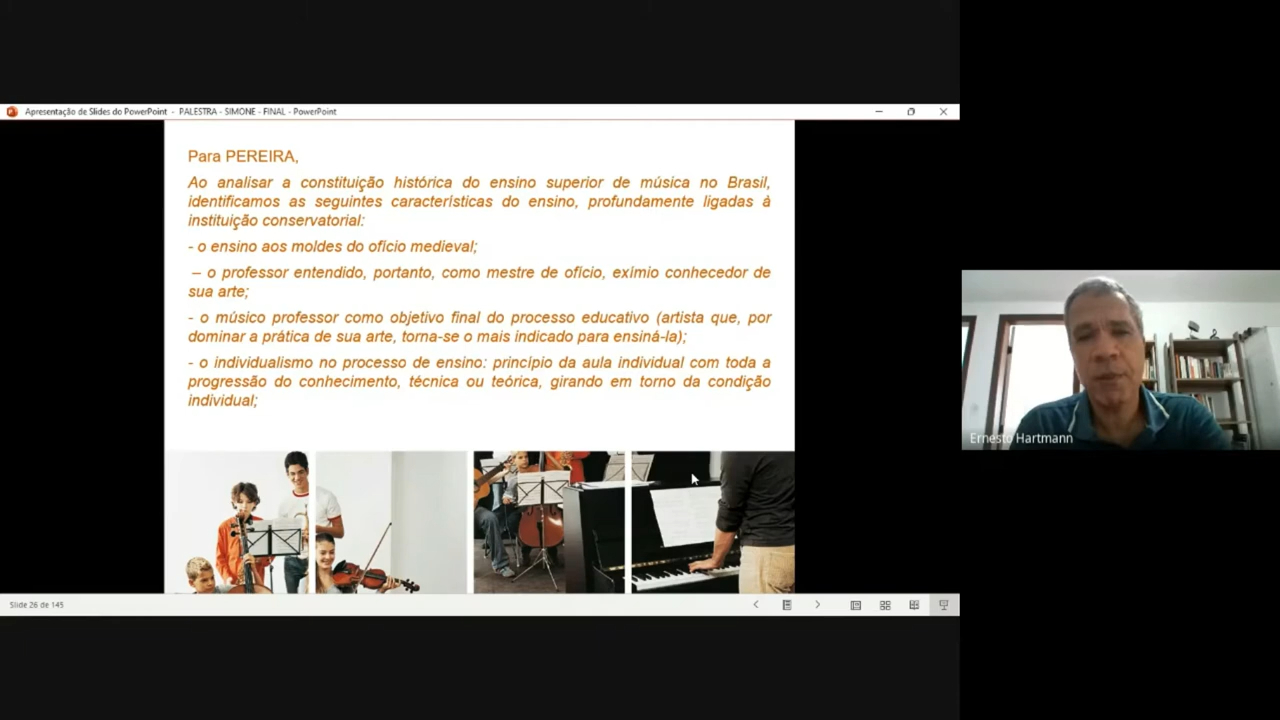 Apresentação de Slides do PowerPoint - PALESTRA - SIMONE - FINAL - PowerPoint
Para PEREIRA,
Ao analisar a constituição histórica do ensino superior de música no Brasil,
identificamos as seguintes características do ensino, profundamente ligadas à
instituição conservatorial:
- o ensino aos moldes do ofício medieval;
– o professor entendido, portanto, como mestre de ofício, exímio conhecedor de
sua arte;
- o músico professor como objetivo final do processo educativo (artista que, por
dominar a prática de sua arte, torna-se o mais indicado para ensiná-la);
- o individualismo no processo de ensino: princípio da aula individual com toda a
progressão do conhecimento, técnica ou teórica, girando em torno da condição
individual;
Ernesto Hartmann
Slide 26 de 145